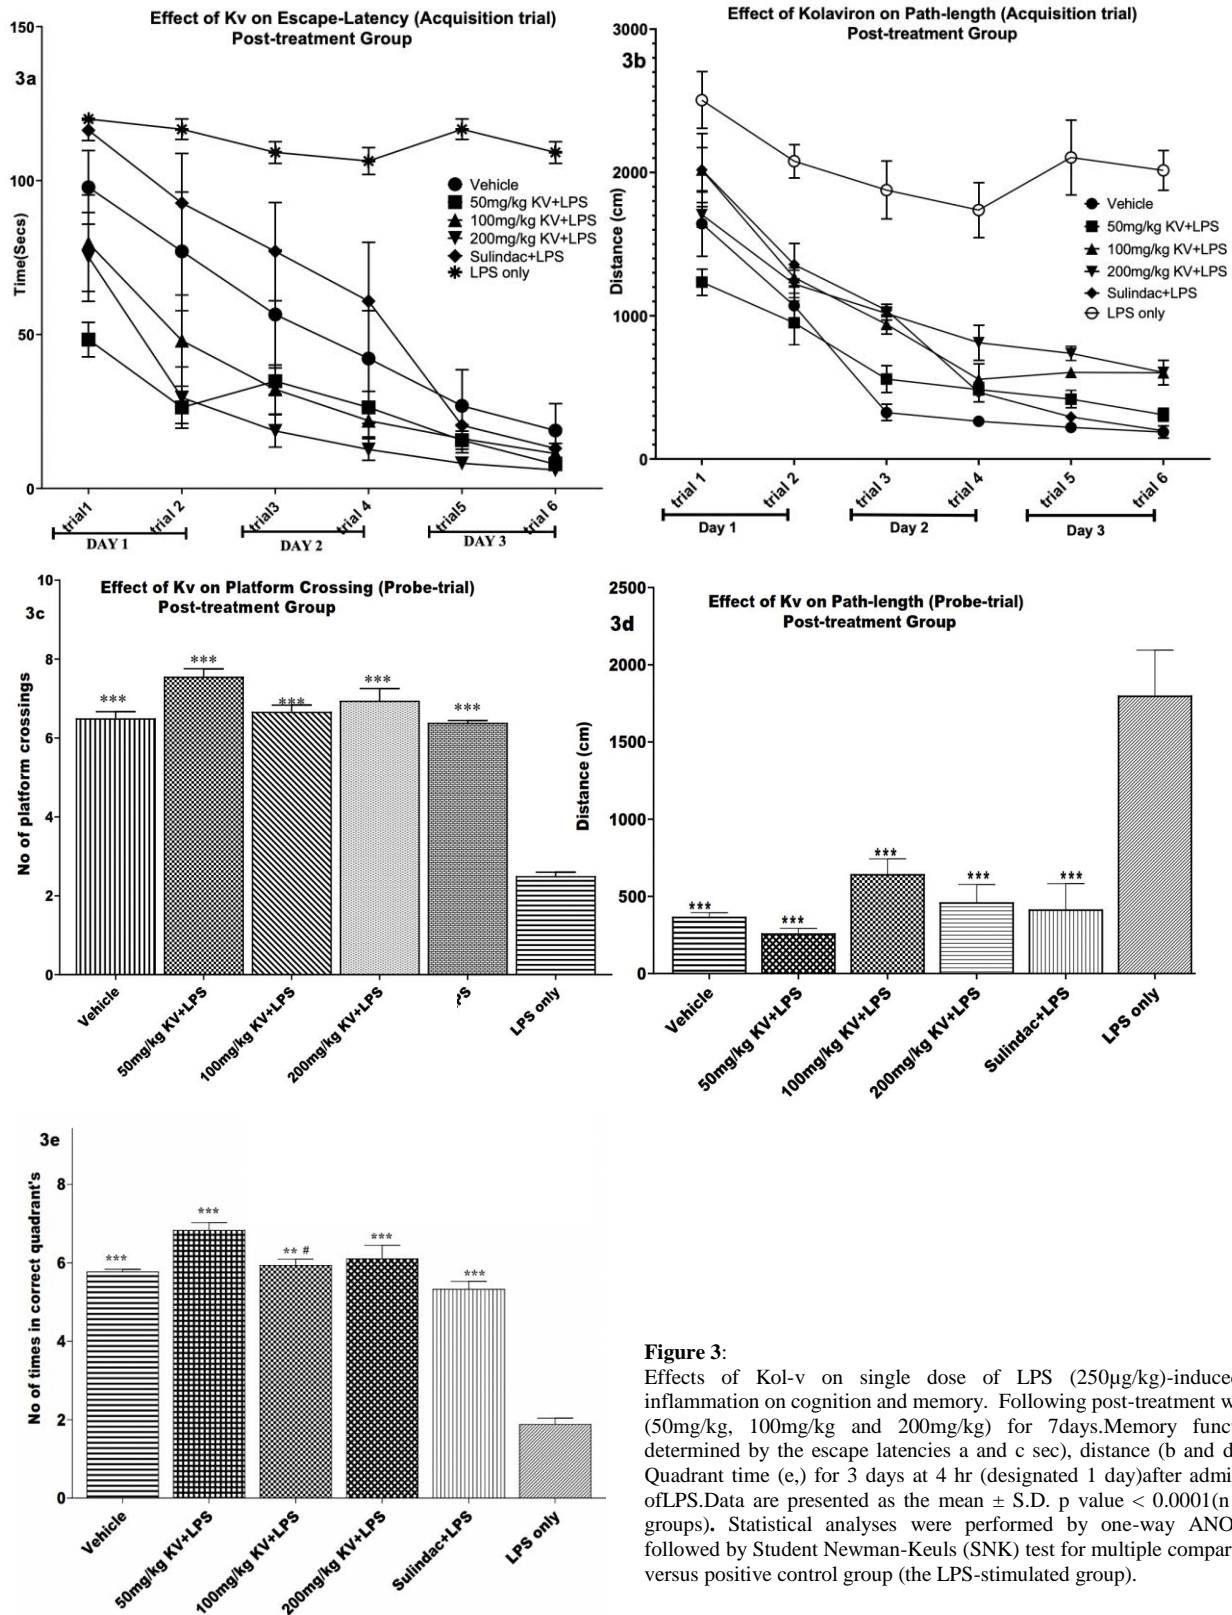 Effect of Kv on Escape-Latency (Acquisition trial)
Post-treatment Group
3a
150
100
50
0
Time(Secs)
Vehicle
50mg/kg KV+LPS
100mg/kg KV+LPS
200mg/kg KV+LPS
Sulindac+LPS
LPS only
trial1
trial 2
trial3
trial 4
trial5
trial 6
DAY 1
DAY 2
DAY 3
Effect of Kolaviron on Path-length (Acquisition trial)
Post-treatment Group
3b
3000
2000
1000
0
Distance (cm)
Vehicle
50mg/kg KV+LPS
100mg/kg KV+LPS
200mg/kg KV+LPS
Sulindac+LPS
LPS only
trial 1
trial 2
trial 3
trial 4
trial 5
trial 6
Day 1
Day 2
Day 3
Effect of Kv on Platform Crossing (Probe-trial)
Post-treatment Group
3c
10
8
6
4
2
0
No of platform crossings
***
***
***
***
***
Vehicle
50mg/kg KV+LPS
100mg/kg KV+LPS
200mg/kg KV+LPS
PS
LPS only
Effect of Kv on Path-length (Probe-trial)
Post-treatment Group
3d
2500
2000
1500
1000
500
0
Distance (cm)
***
***
***
***
***
Vehicle
50mg/kg KV+LPS
100mg/kg KV+LPS
200mg/kg KV+LPS
Sulindac+LPS
LPS only
3e
8
6
4
2
0
No of times in correct quadrant's
***
***
** #
***
***
Vehicle
50mg/kg KV+LPS
100mg/kg KV+LPS
200mg/kg KV+LPS
Sulindac+LPS
LPS only
Figure 3:
Effects of Kol-v on single dose of LPS (250µg/kg)-induce
inflammation on cognition and memory. Following post-treatment w
(50mg/kg, 100mg/kg and 200mg/kg) for 7days.Memory funct
determined by the escape latencies a and c sec), distance (b and d
Quadrant time (e,) for 3 days at 4 hr (designated 1 day)after admi
ofLPS.Data are presented as the mean ± S.D. p value < 0.0001(n
groups). Statistical analyses were performed by one-way ANO
followed by Student Newman-Keuls (SNK) test for multiple compar
versus positive control group (the LPS-stimulated group).